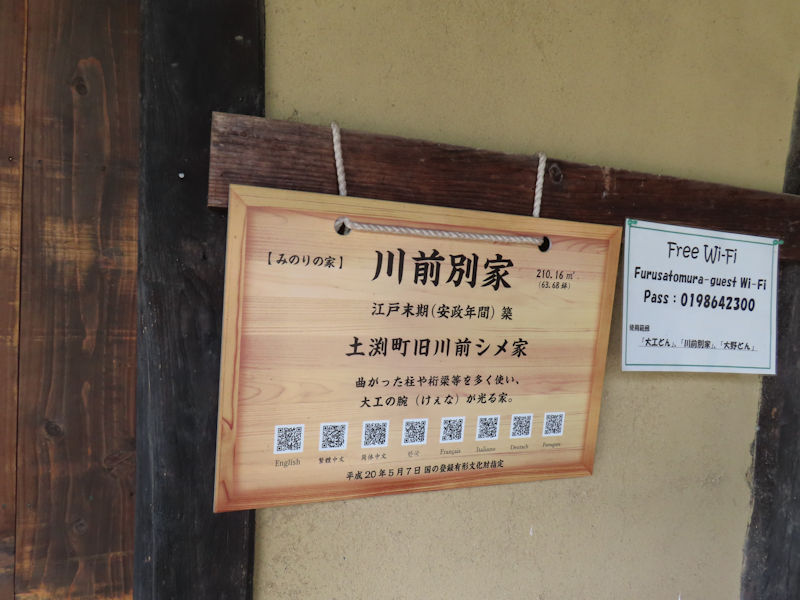 【みのりの家】
川前別家
210.16㎡
(63.68坪)
江戸末期(安政年間)築
土渕町旧川前シメ家
曲がった柱や桁梁等を多く使い、
大工の腕(けぇな)が光る家。
English 繁體中文 简体中文 한국 Français Italiano Deutsch Português
平成20年5月7日 国の登録有形文化財指定
Free Wi-Fi
Furusatomura-guest Wi-Fi
Pass：0198642300
使用範囲
「大工どん」、「川前別家」、「大野どん」